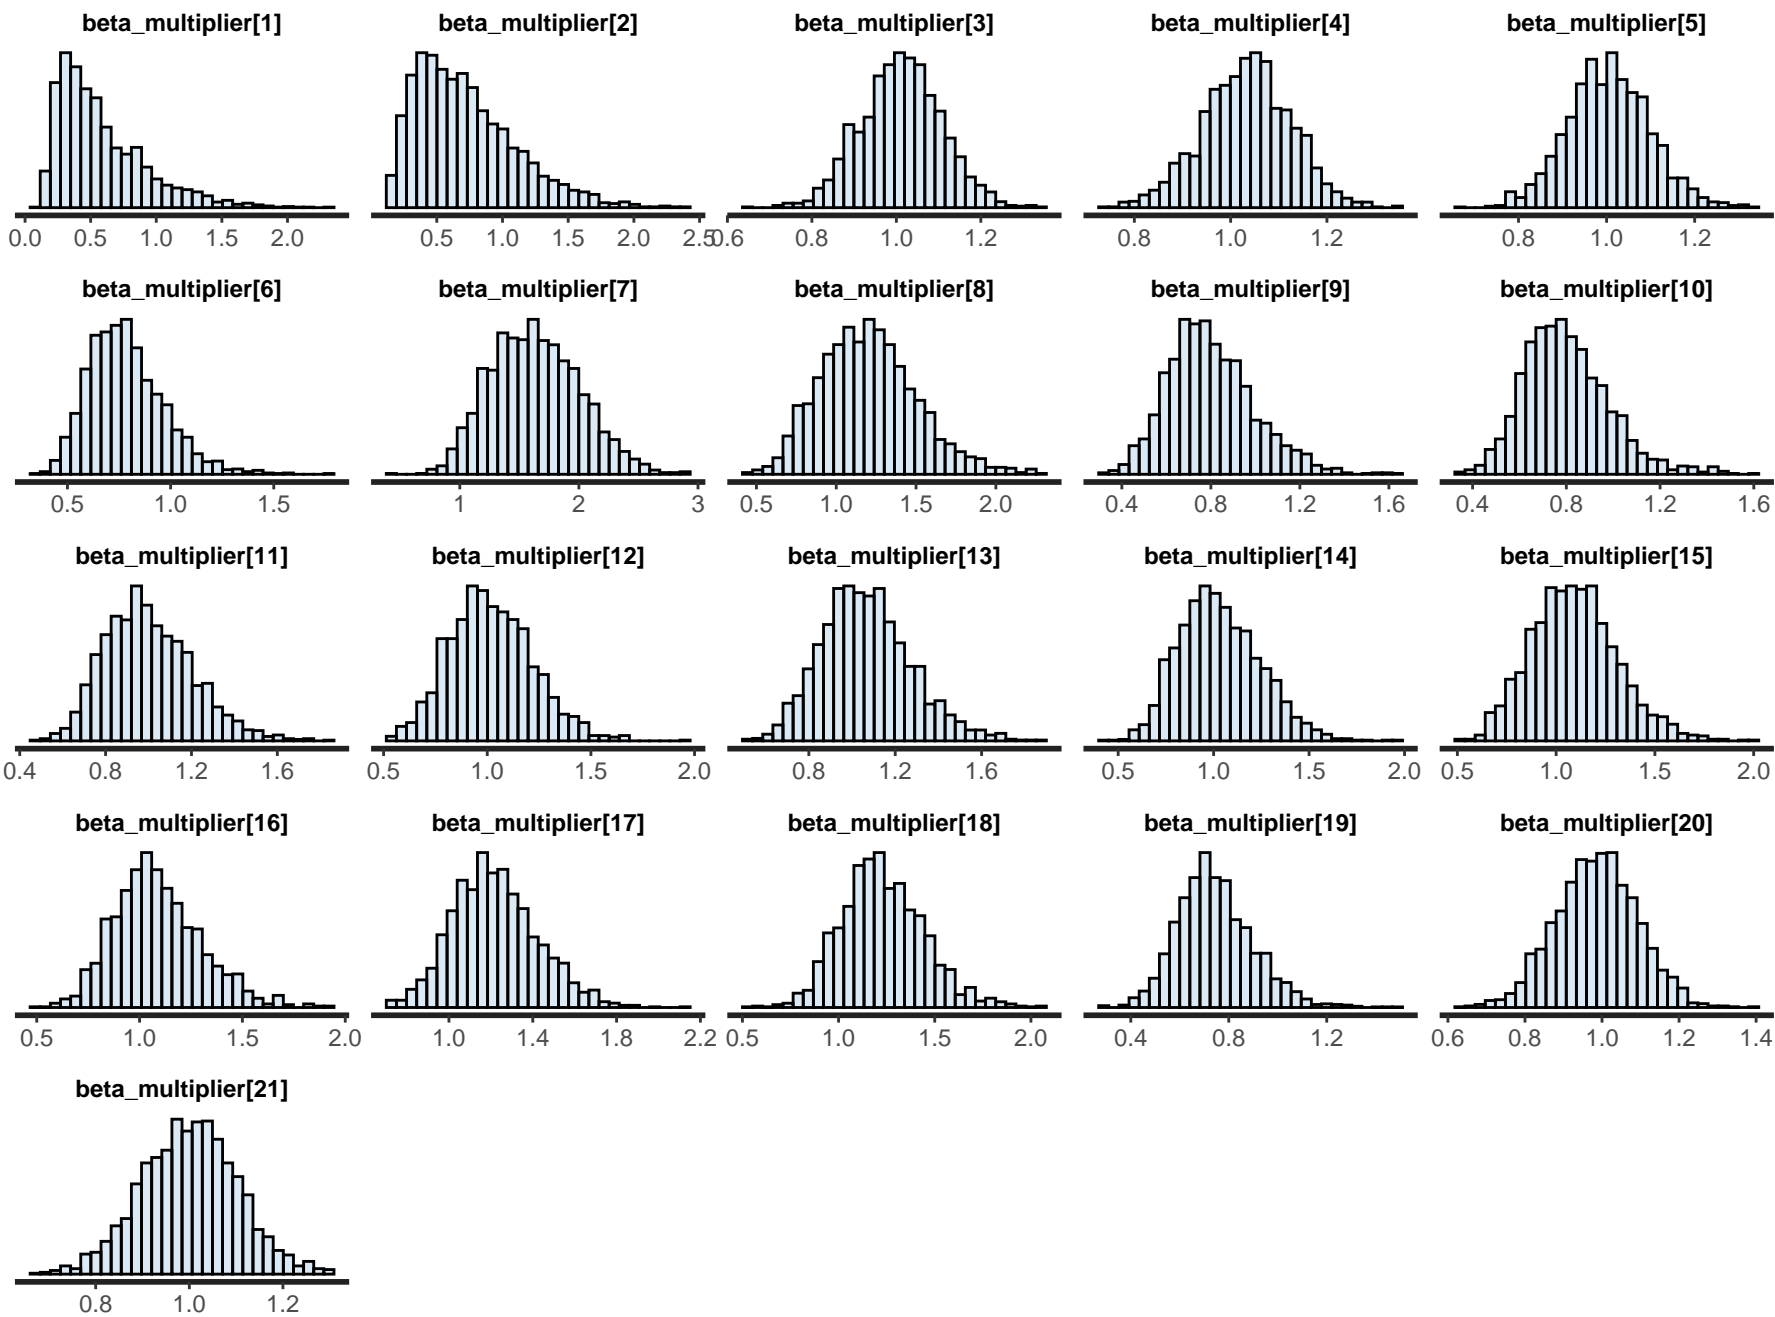 beta_multiplier[1] beta_multiplier[2] beta_multiplier[3] beta_multiplier[4] beta_multiplier[5]
0.0 0.5 1.0 1.5 2.0 0.5 1.0 1.5 2.0 2.5 0.6 0.8 1.0 1.2 0.8 1.0 1.2 0.8 1.0 1.2
beta_multiplier[6] beta_multiplier[7] beta_multiplier[8] beta_multiplier[9] beta_multiplier[10]
0.5 1.0 1.5 1 2 3 0.5 1.0 1.5 2.0 0.4 0.8 1.2 1.6 0.4 0.8 1.2 1.6
beta_multiplier[11] beta_multiplier[12] beta_multiplier[13] beta_multiplier[14] beta_multiplier[15]
0.4 0.8 1.2 1.6 0.5 1.0 1.5 2.0 0.8 1.2 1.6 0.5 1.0 1.5 2.0 0.5 1.0 1.5 2.0
beta_multiplier[16] beta_multiplier[17] beta_multiplier[18] beta_multiplier[19] beta_multiplier[20]
0.5 1.0 1.5 2.0 1.0 1.4 1.8 2.2 0.5 1.0 1.5 2.0 0.4 0.8 1.2 0.6 0.8 1.0 1.2 1.4
beta_multiplier[21]
0.8 1.0 1.2